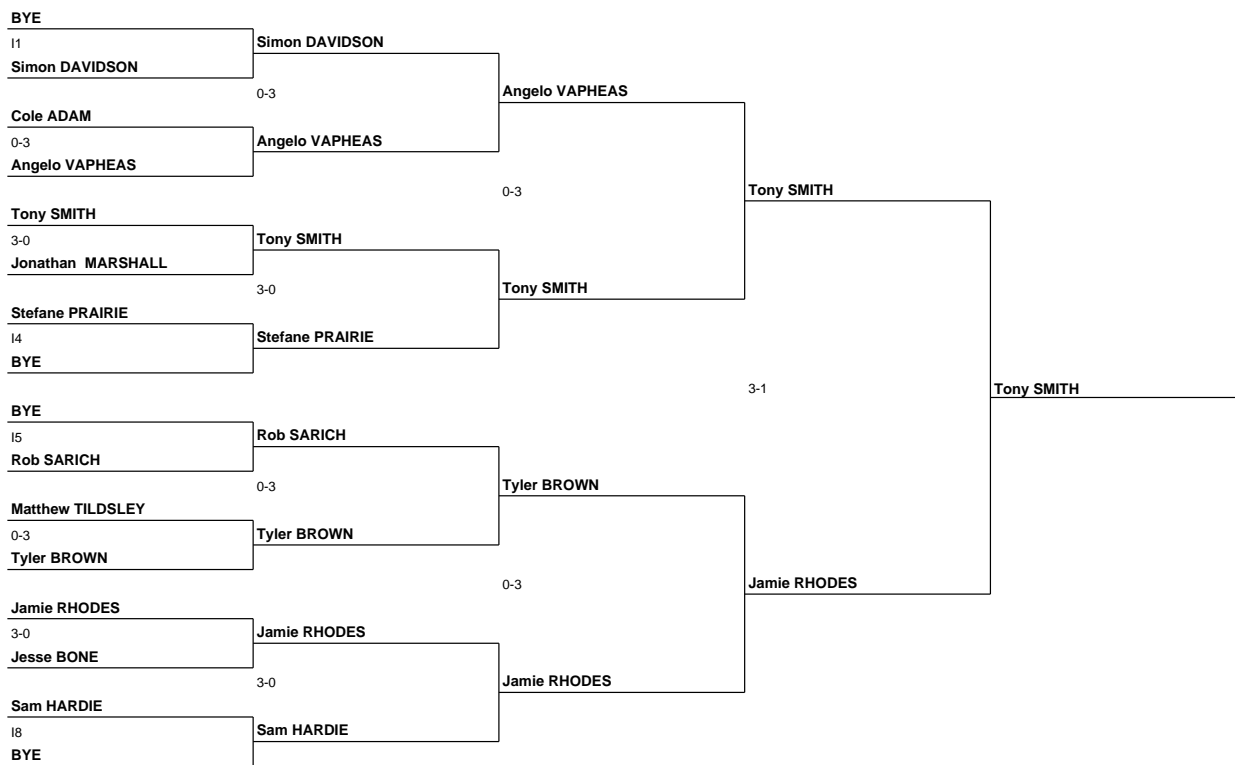 BYE
I1
Simon DAVIDSON
Cole ADAM
0-3
Angelo VAPHEAS
Tony SMITH
3-0
Jonathan  MARSHALL
Stefane PRAIRIE
I4
BYE
BYE
I5
Rob SARICH
Matthew TILDSLEY
0-3
Tyler BROWN
Jamie RHODES
3-0
Jesse BONE
Sam HARDIE
I8
BYE
Simon DAVIDSON
0-3
Angelo VAPHEAS
Tony SMITH
3-0
Stefane PRAIRIE
Rob SARICH
0-3
Tyler BROWN
Jamie RHODES
3-0
Sam HARDIE
Angelo VAPHEAS
0-3
Tony SMITH
Tyler BROWN
0-3
Jamie RHODES
Tony SMITH
3-1
Jamie RHODES
Tony SMITH